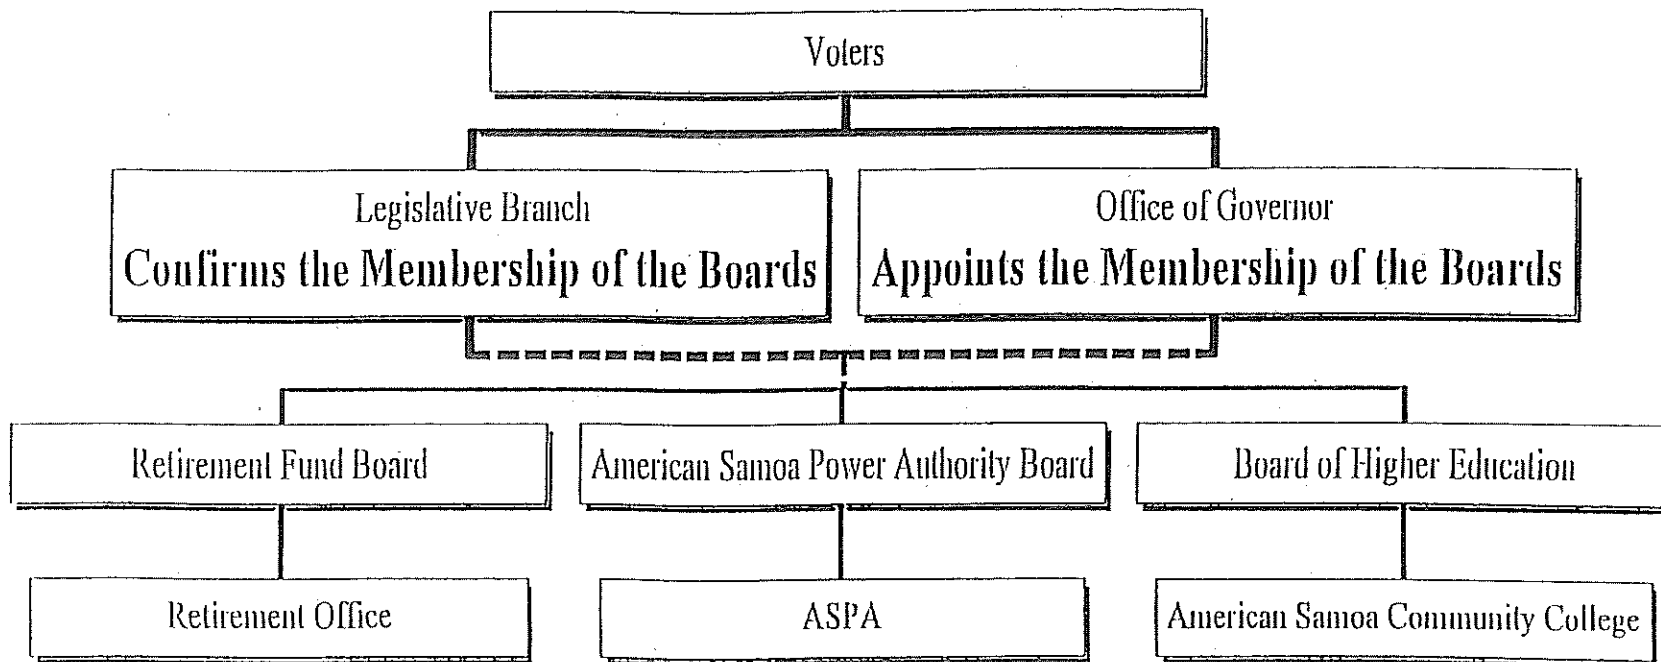 Voters
Legislative Branch
Confirms the Membership of the Boards
Office of Governor
Appoints the Membership of the Boards
Retirement Fund Board
American Samoa Power Authority Board
Board of Higher Education
Retirement Office
ASPA
American Samoa Community College